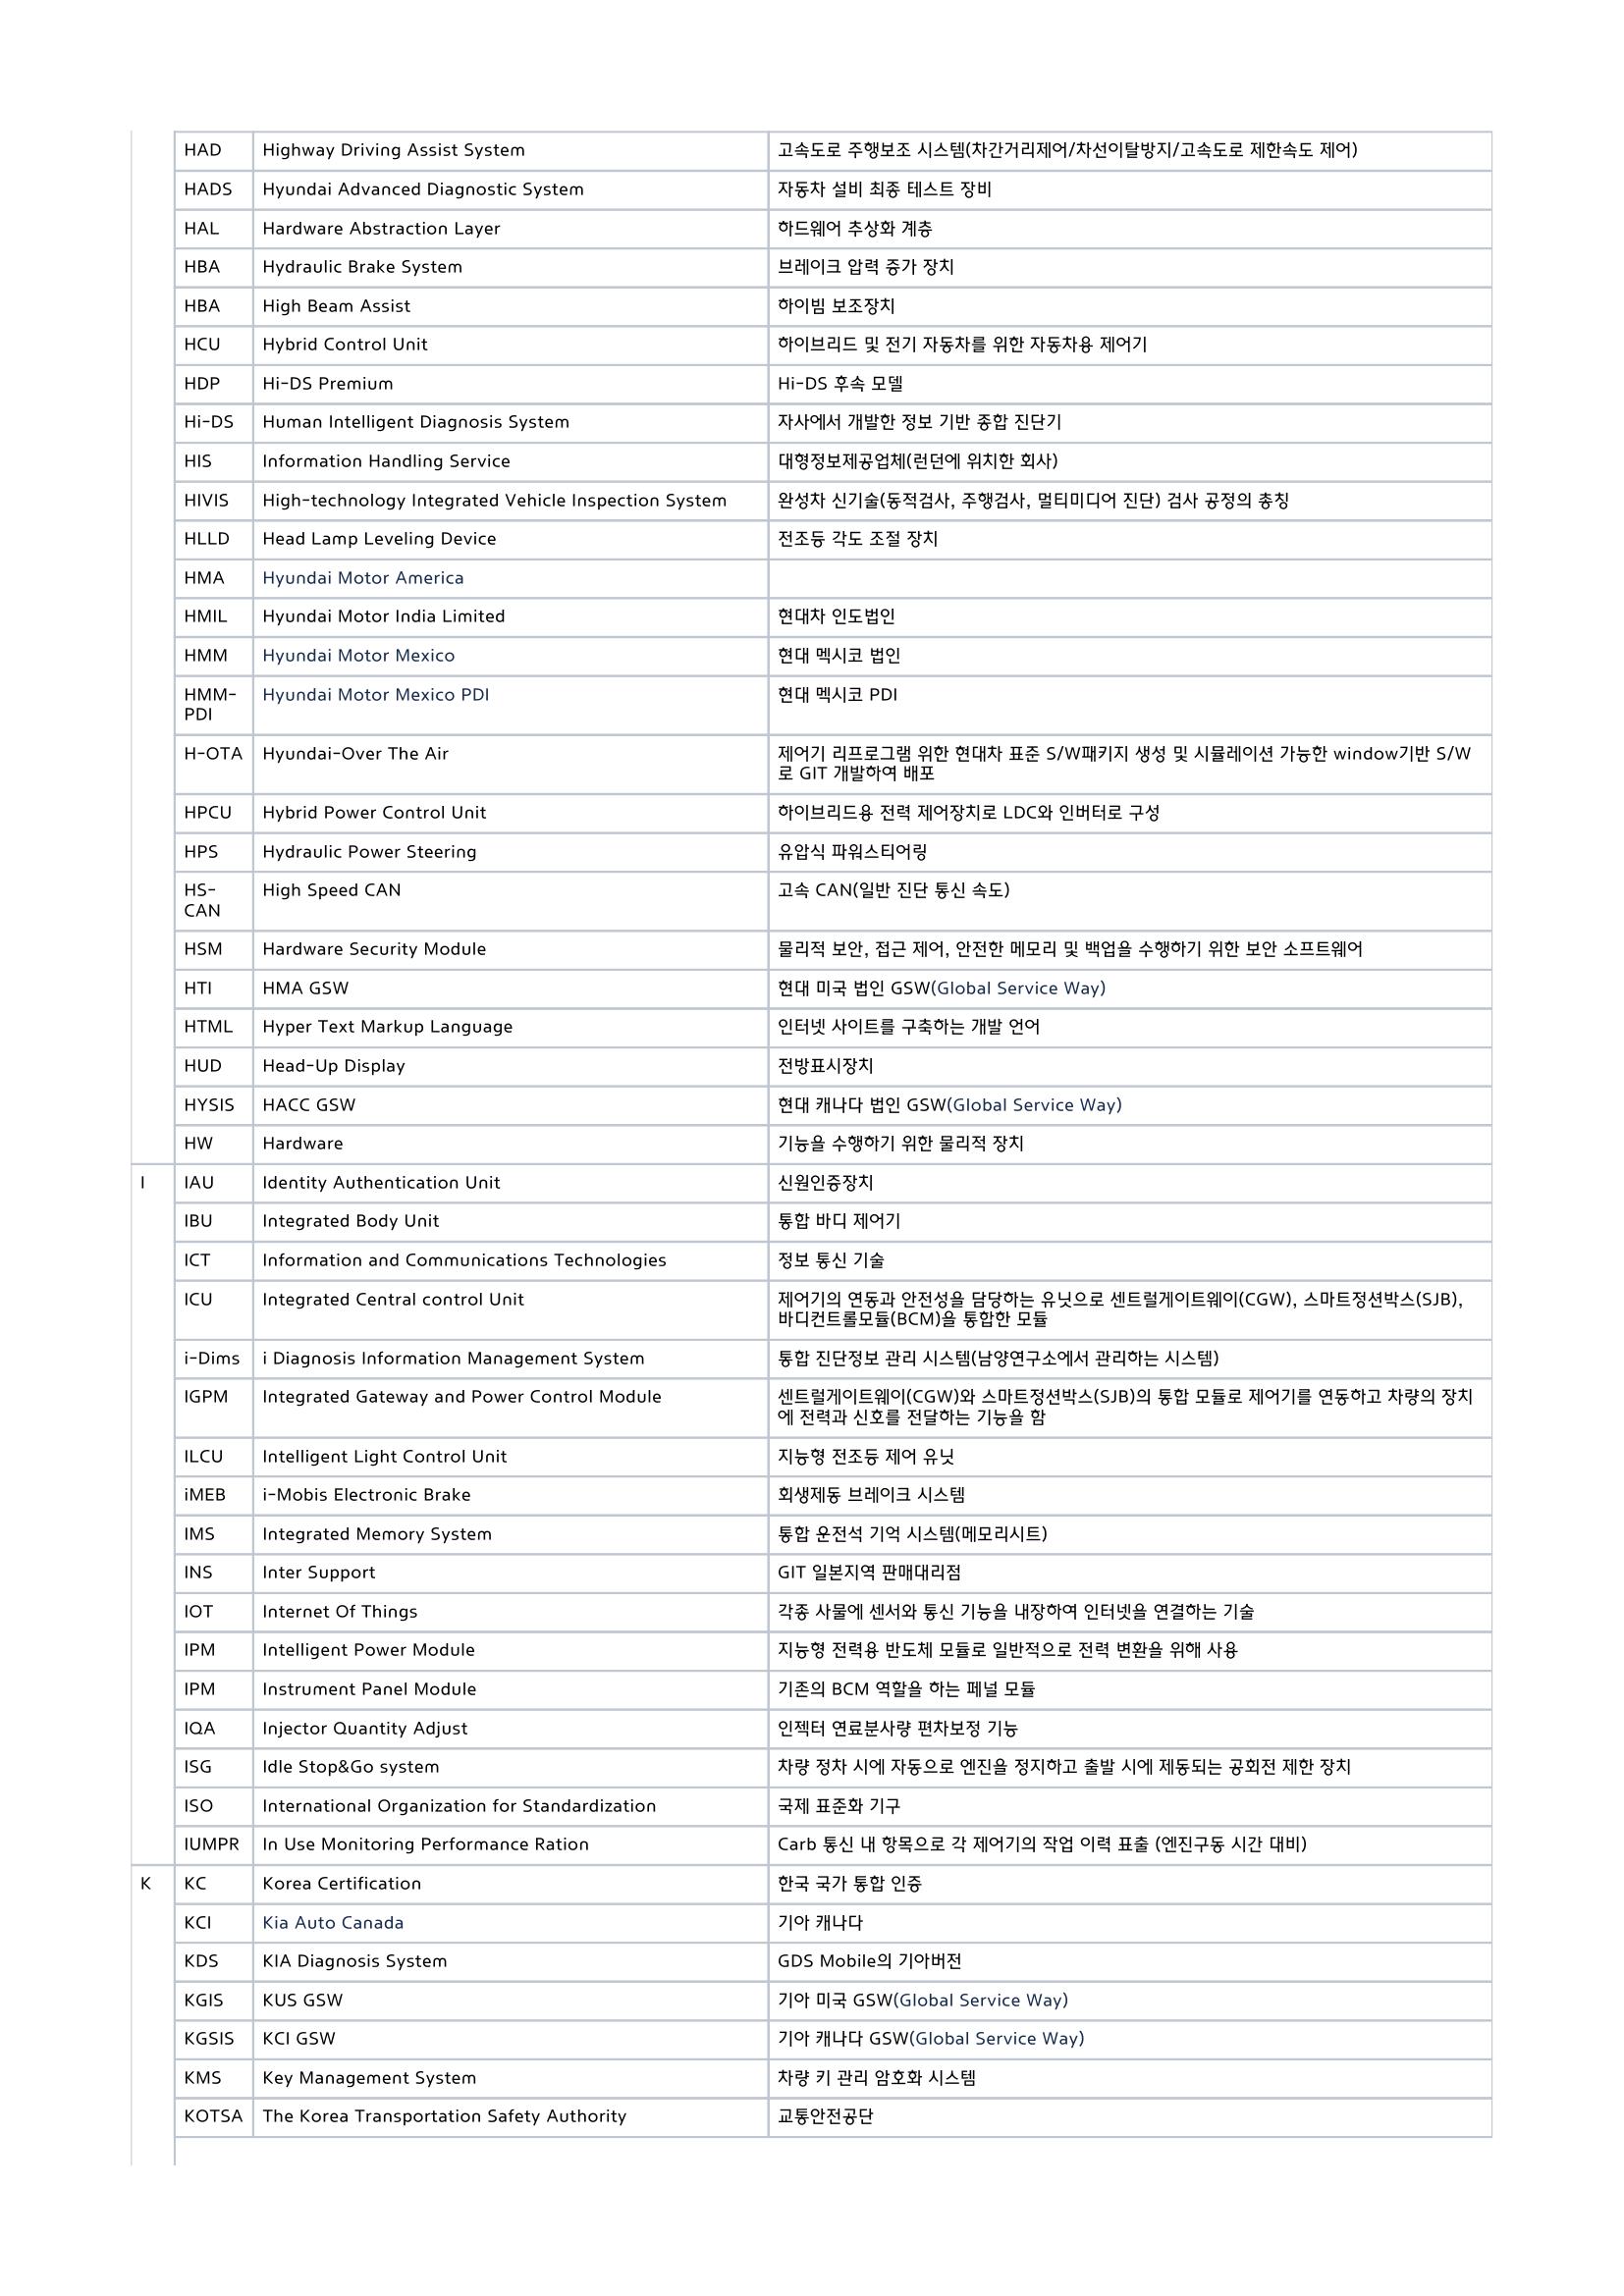 HAD Highway Driving Assist System 고속도로 주행보조 시스템(차간거리제어/차선이탈방지/고속도로 제한속도 제어)
HADS Hyundai Advanced Diagnostic System 자동차 설비 최종 테스트 장비
HAL Hardware Abstraction Layer 하드웨어 추상화 계층
HBA Hydraulic Brake System 브레이크 압력 증가 장치
HBA High Beam Assist 하이빔 보조장치
HCU Hybrid Control Unit 하이브리드 및 전기 자동차를 위한 자동차용 제어기
HDP Hi-DS Premium Hi-DS 후속 모델
Hi-DS Human Intelligent Diagnosis System 자사에서 개발한 정보 기반 종합 진단기
HIS Information Handling Service 대형정보제공업체(런던에 위치한 회사)
HIVIS High-technology Integrated Vehicle Inspection System 완성차 신기술(동적검사, 주행검사, 멀티미디어 진단) 검사 공정의 총칭
HLLD Head Lamp Leveling Device 전조등 각도 조절 장치
HMA Hyundai Motor America
HMIL Hyundai Motor India Limited 현대차 인도법인
HMM Hyundai Motor Mexico 현대 멕시코 법인
HMM- Hyundai Motor Mexico PDI 현대 멕시코 PDI
PDI
H-OTA Hyundai-Over The Air 제어기 리프로그램 위한 현대차 표준 S/W패키지 생성 및 시뮬레이션 가능한 window기반 S/W
로 GIT 개발하여 배포
HPCU Hybrid Power Control Unit 하이브리드용 전력 제어장치로 LDC와 인버터로 구성
HPS Hydraulic Power Steering 유압식 파워스티어링
HS- High Speed CAN 고속 CAN(일반 진단 통신 속도)
CAN
HSM Hardware Security Module 물리적 보안, 접근 제어, 안전한 메모리 및 백업을 수행하기 위한 보안 소프트웨어
HTI HMA GSW 현대 미국 법인 GSW(Global Service Way)
HTML Hyper Text Markup Language 인터넷 사이트를 구축하는 개발 언어
HUD Head-Up Display 전방표시장치
HYSIS HACC GSW 현대 캐나다 법인 GSW(Global Service Way)
HW Hardware 기능을 수행하기 위한 물리적 장치
I IAU Identity Authentication Unit 신원인증장치
IBU Integrated Body Unit 통합 바디 제어기
ICT Information and Communications Technologies 정보 통신 기술
ICU Integrated Central control Unit 제어기의 연동과 안전성을 담당하는 유닛으로 센트럴게이트웨이(CGW), 스마트정션박스(SJB),
바디컨트롤모듈(BCM)을 통합한 모듈
i-Dims i Diagnosis Information Management System 통합 진단정보 관리 시스템(남양연구소에서 관리하는 시스템)
IGPM Integrated Gateway and Power Control Module 센트럴게이트웨이(CGW)와 스마트정션박스(SJB)의 통합 모듈로 제어기를 연동하고 차량의 장치
에 전력과 신호를 전달하는 기능을 함
ILCU Intelligent Light Control Unit 지능형 전조등 제어 유닛
iMEB i-Mobis Electronic Brake 회생제동 브레이크 시스템
IMS Integrated Memory System 통합 운전석 기억 시스템(메모리시트)
INS Inter Support GIT 일본지역 판매대리점
IOT Internet Of Things 각종 사물에 센서와 통신 기능을 내장하여 인터넷을 연결하는 기술
IPM Intelligent Power Module 지능형 전력용 반도체 모듈로 일반적으로 전력 변환을 위해 사용
IPM Instrument Panel Module 기존의 BCM 역할을 하는 페널 모듈
IQA Injector Quantity Adjust 인젝터 연료분사량 편차보정 기능
ISG Idle Stop&Go system 차량 정차 시에 자동으로 엔진을 정지하고 출발 시에 제동되는 공회전 제한 장치
ISO International Organization for Standardization 국제 표준화 기구
IUMPR In Use Monitoring Performance Ration Carb 통신 내 항목으로 각 제어기의 작업 이력 표출 (엔진구동 시간 대비)
K KC Korea Certification 한국 국가 통합 인증
KCI Kia Auto Canada 기아 캐나다
KDS KIA Diagnosis System GDS Mobile의 기아버전
KGIS KUS GSW 기아 미국 GSW(Global Service Way)
KGSIS KCI GSW 기아 캐나다 GSW(Global Service Way)
KMS Key Management System 차량 키 관리 암호화 시스템
KOTSA The Korea Transportation Safety Authority 교통안전공단